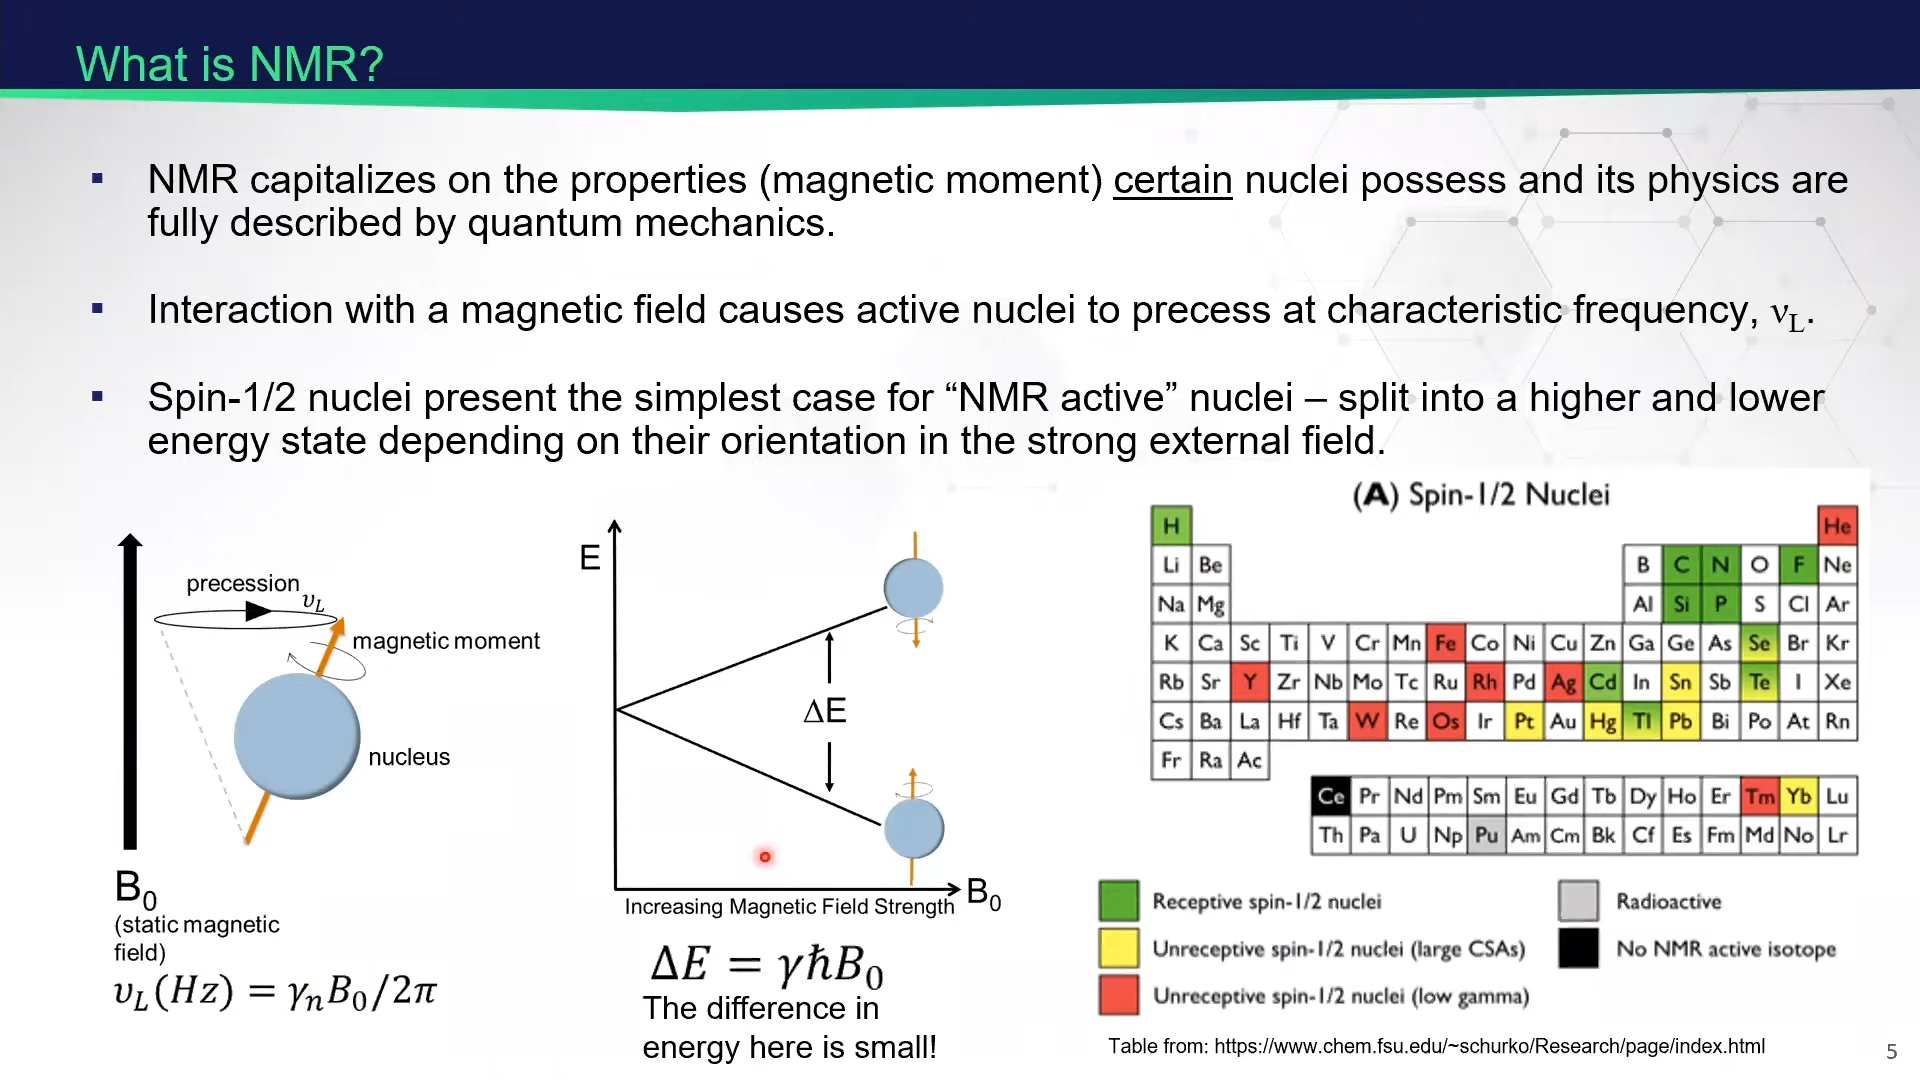 What is NMR?
▪ NMR capitalizes on the properties (magnetic moment) certain nuclei possess and its physics are
fully described by quantum mechanics.
▪ Interaction with a magnetic field causes active nuclei to precess at characteristic frequency, ν_L.
▪ Spin-1/2 nuclei present the simplest case for “NMR active” nuclei – split into a higher and lower
energy state depending on their orientation in the strong external field.
precession
υ_L
magnetic moment
nucleus
B₀
(static magnetic
field)
υ_L(Hz) = γₙB₀/2π
E
ΔE
B₀
Increasing Magnetic Field Strength
ΔE = γħB₀
The difference in
energy here is small!
(A) Spin-1/2 Nuclei
H He
Li Be B C N O F Ne
Na Mg Al Si P S Cl Ar
K Ca Sc Ti V Cr Mn Fe Co Ni Cu Zn Ga Ge As Se Br Kr
Rb Sr Y Zr Nb Mo Tc Ru Rh Pd Ag Cd In Sn Sb Te I Xe
Cs Ba La Hf Ta W Re Os Ir Pt Au Hg Tl Pb Bi Po At Rn
Fr Ra Ac
Ce Pr Nd Pm Sm Eu Gd Tb Dy Ho Er Tm Yb Lu
Th Pa U Np Pu Am Cm Bk Cf Es Fm Md No Lr
Receptive spin-1/2 nuclei
Unreceptive spin-1/2 nuclei (large CSAs)
Unreceptive spin-1/2 nuclei (low gamma)
Radioactive
No NMR active isotope
Table from: https://www.chem.fsu.edu/~schurko/Research/page/index.html
5